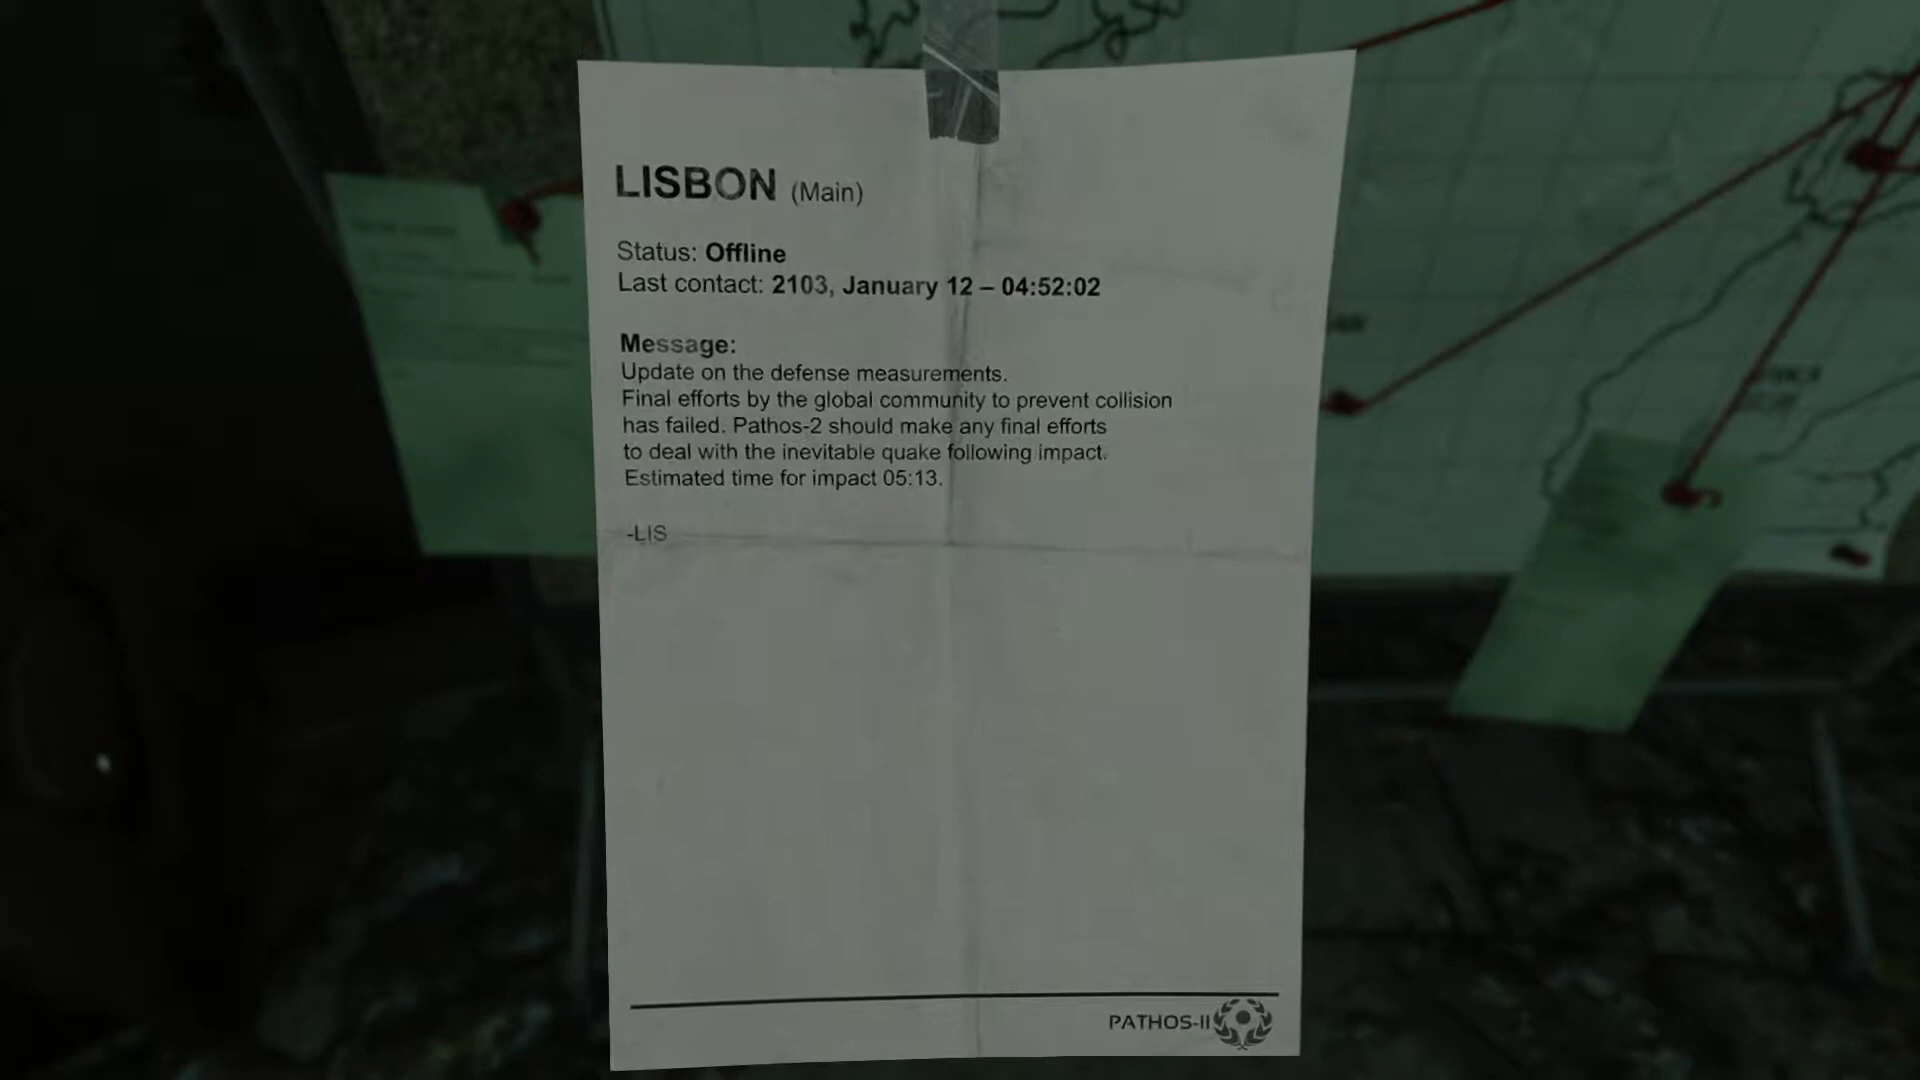 LISBON (Main)
Status: Offline
Last contact: 2103, January 12 – 04:52:02
Message:
Update on the defense measurements.
Final efforts by the global community to prevent collision
has failed. Pathos-2 should make any final efforts
to deal with the inevitable quake following impact.
Estimated time for impact 05:13.
-LIS
PATHOS-II